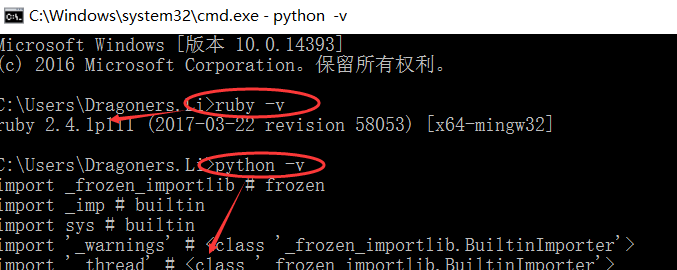 C:\Windows\system32\cmd.exe - python  -v
Microsoft Windows [版本 10.0.14393]
(c) 2016 Microsoft Corporation。保留所有权利。
C:\Users\Dragoners.Li>ruby -v
ruby 2.4.1p111 (2017-03-22 revision 58053) [x64-mingw32]
C:\Users\Dragoners.Li>python -v
import _frozen_importlib # frozen
import _imp # builtin
import sys # builtin
import '_warnings' # <class '_frozen_importlib.BuiltinImporter'>
import '_thread' # <class '_frozen_importlib.BuiltinImporter'>